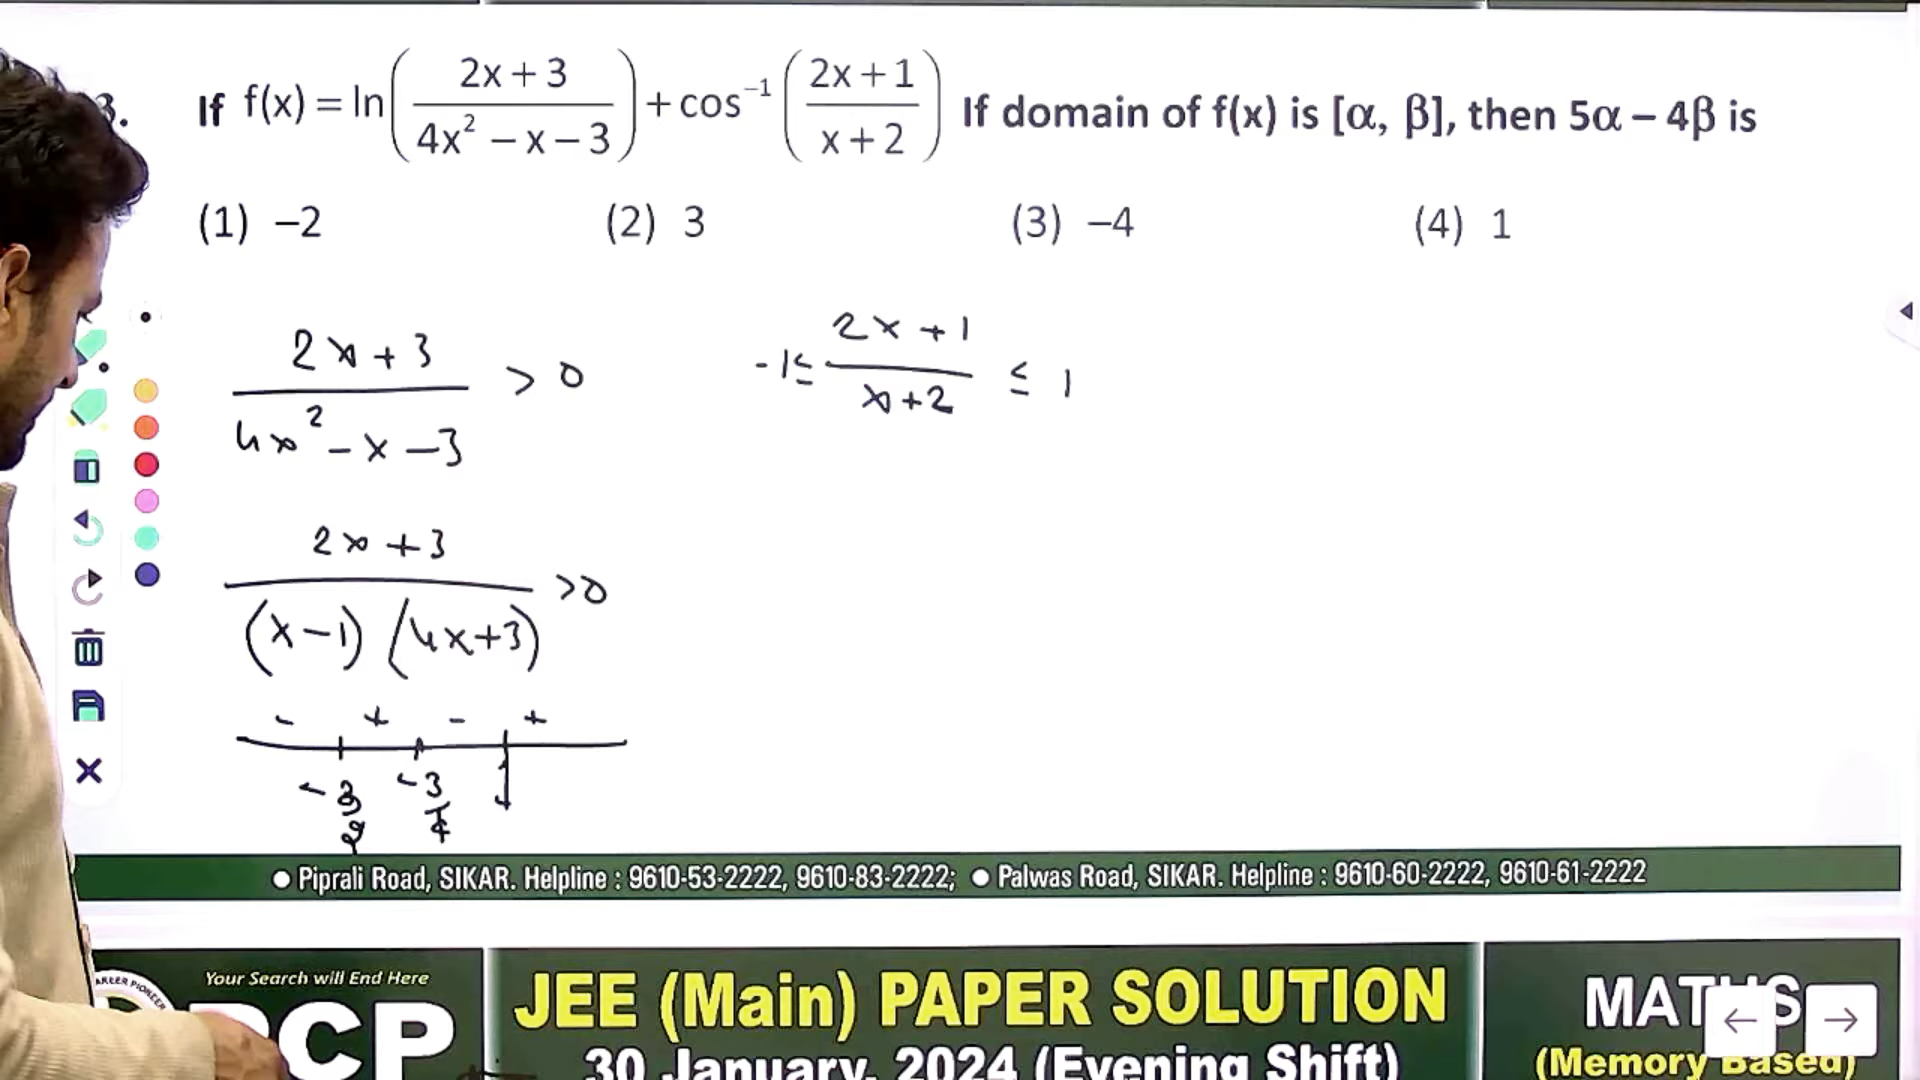 3. If f(x) = ln((2x+3)/(4x² – x – 3)) + cos⁻¹((2x+1)/(x+2)) If domain of f(x) is [α, β], then 5α – 4β is
(1) –2 (2) 3 (3) –4 (4) 1
(2x+3)/(4x² – x – 3) > 0
-1 ≤ (2x+1)/(x+2) ≤ 1
(2x+3)/((x–1)(4x+3)) > 0
- + - +
-3/2 -3/4 1
● Piprali Road, SIKAR. Helpline : 9610-53-2222, 9610-83-2222; ● Palwas Road, SIKAR. Helpline : 9610-60-2222, 9610-61-2222
Your Search will End Here
CAREER PIONEER
PCP
JEE (Main) PAPER SOLUTION
30 January, 2024 (Evening Shift)
MATHS
(Memory Based)